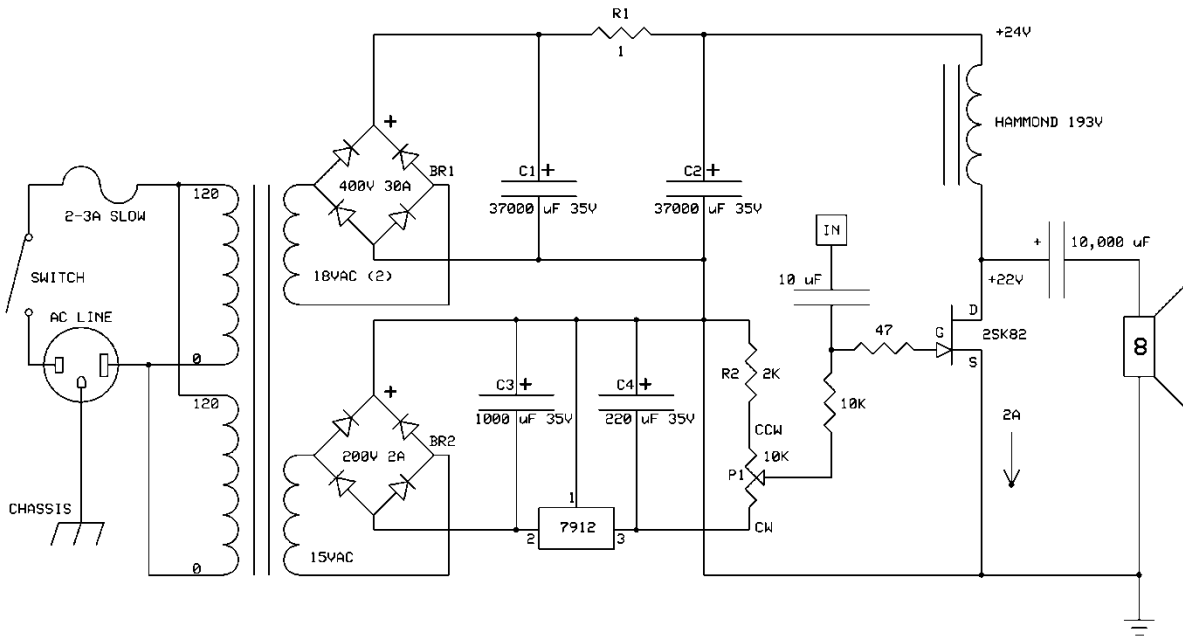 R1
1
+24V
HAMMOND 193V
+
BR1
400V 30A
C1 +
37000 uF 35V
C2 +
37000 uF 35V
120
2-3A SLOW
SWITCH
18VAC (2)
IN
10 uF
+
10,000 uF
+22V
AC LINE
D
47
G
2SK82
S
8
0
120
+
C3 +
1000 uF 35V
C4 +
220 uF 35V
R2
2K
10K
2A
CCW
10K
P1
BR2
200V 2A
CHASSIS
1
7912
2
3
CW
15VAC
0